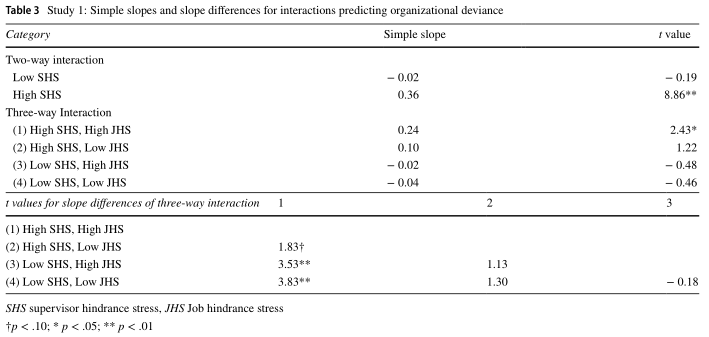 Table 3 Study 1: Simple slopes and slope differences for interactions predicting organizational deviance
Category Simple slope t value
Two-way interaction
Low SHS − 0.02 − 0.19
High SHS 0.36 8.86**
Three-way Interaction
(1) High SHS, High JHS 0.24 2.43*
(2) High SHS, Low JHS 0.10 1.22
(3) Low SHS, High JHS − 0.02 − 0.48
(4) Low SHS, Low JHS − 0.04 − 0.46
t values for slope differences of three-way interaction 1 2 3
(1) High SHS, High JHS
(2) High SHS, Low JHS 1.83†
(3) Low SHS, High JHS 3.53** 1.13
(4) Low SHS, Low JHS 3.83** 1.30 − 0.18
SHS supervisor hindrance stress, JHS Job hindrance stress
†p < .10; * p < .05; ** p < .01